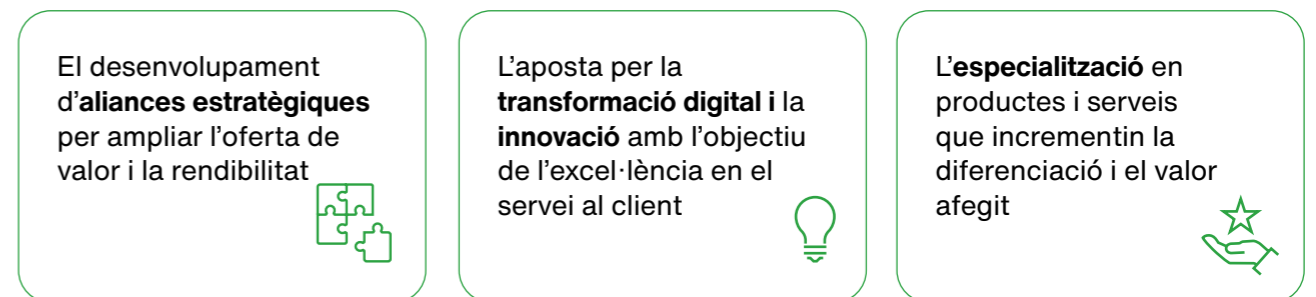 El desenvolupament
d’aliances estratègiques
per ampliar l’oferta de
valor i la rendibilitat
L’aposta per la
transformació digital i la
innovació amb l’objectiu
de l’excel·lència en el
servei al client
L’especialització en
productes i serveis
que incrementin la
diferenciació i el valor
afegit